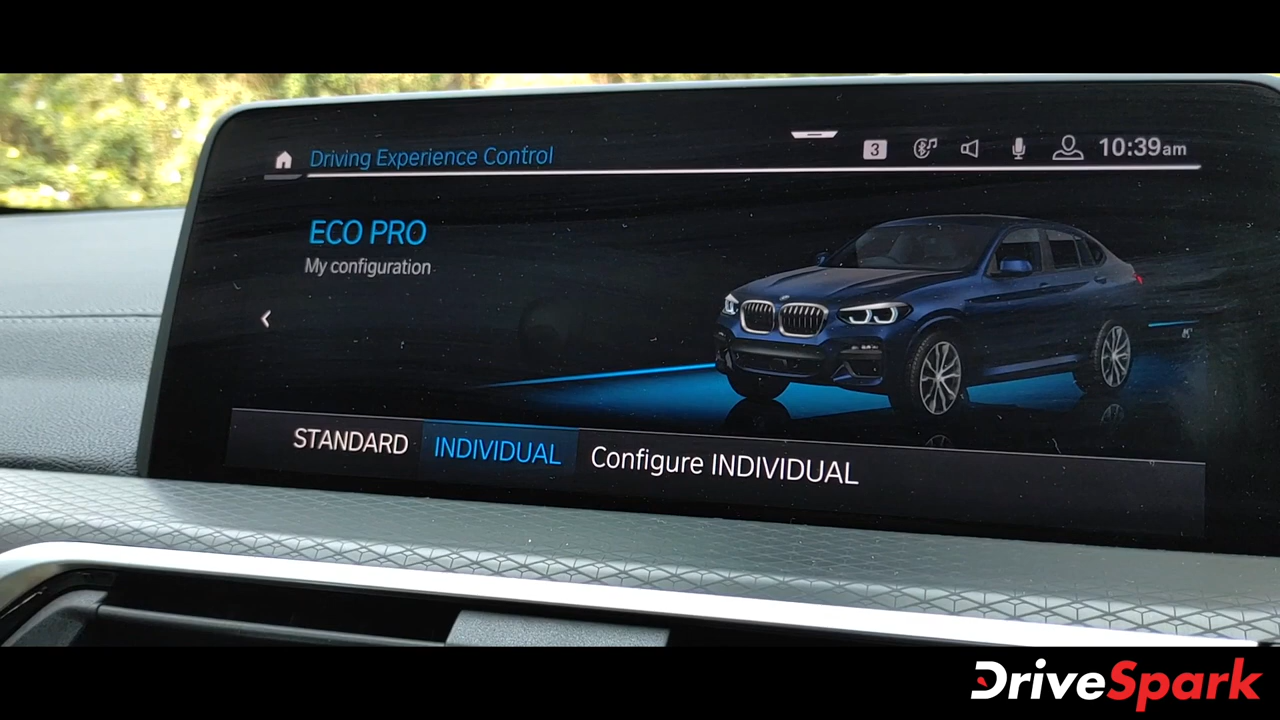 Driving Experience Control
3
10:39am
ECO PRO
My configuration
STANDARD INDIVIDUAL Configure INDIVIDUAL
DriveSpark